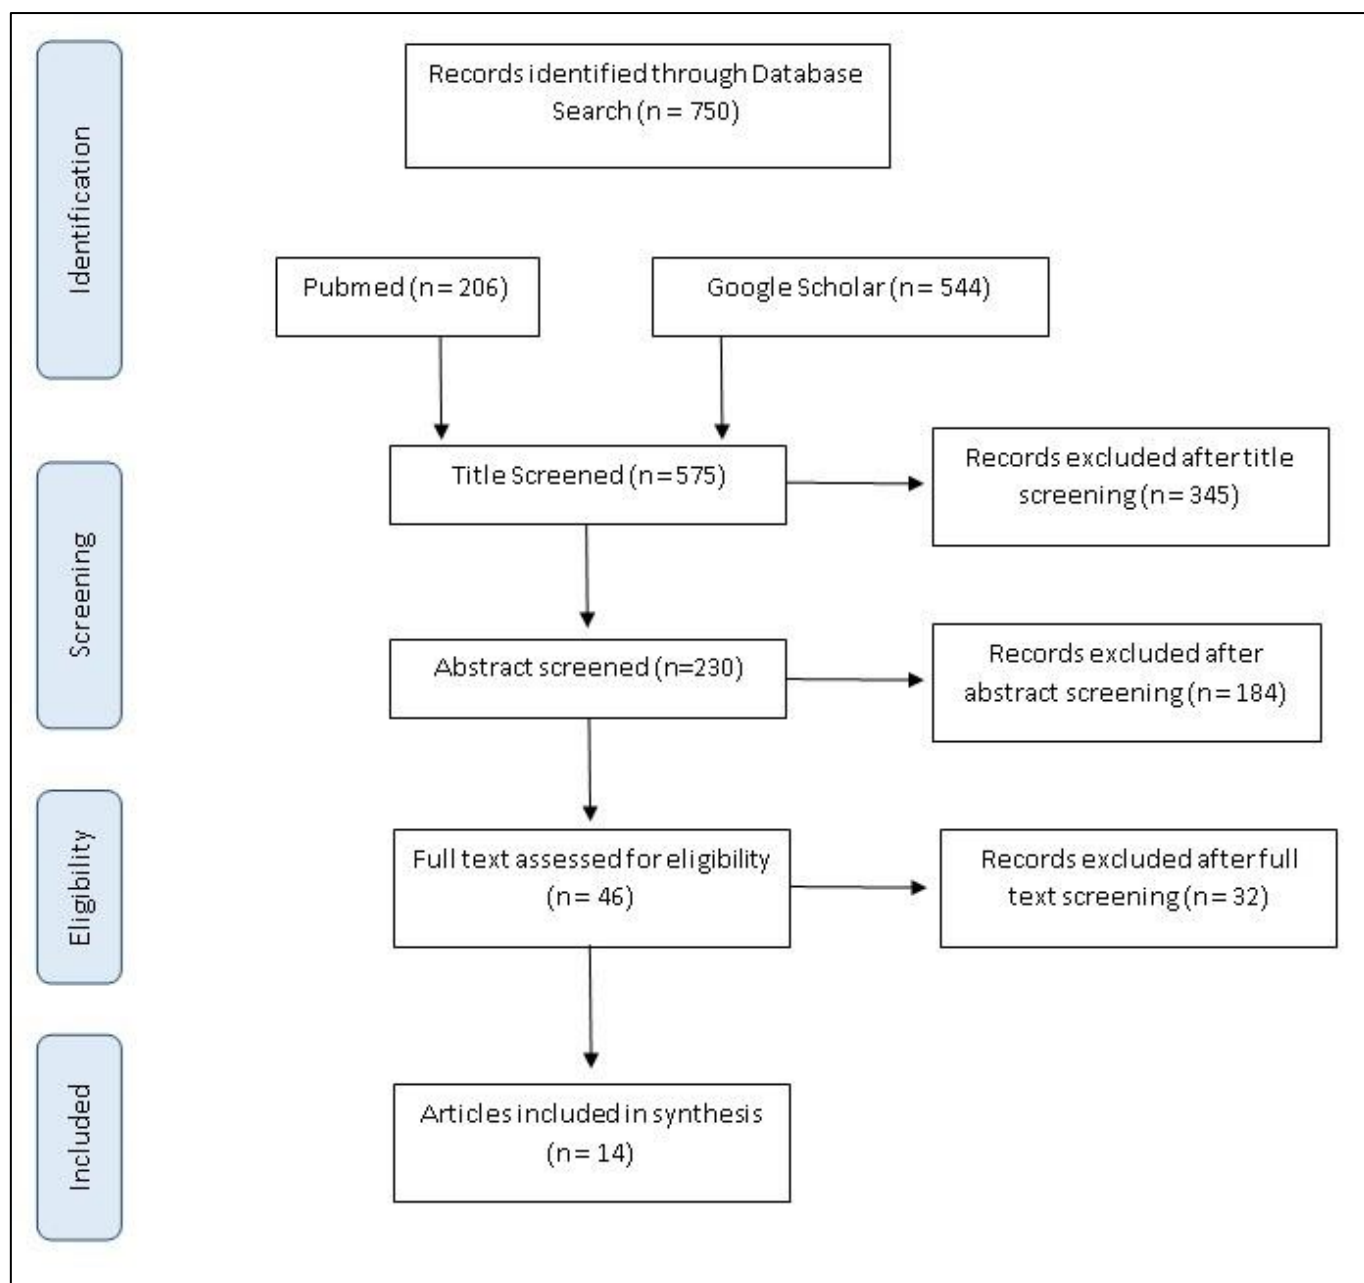 Identification
Records identified through Database
Search (n = 750)
Pubmed (n = 206)
Google Scholar (n = 544)
Screening
Title Screened (n = 575)
Records excluded after title
screening (n = 345)
Abstract screened (n=230)
Records excluded after
abstract screening (n = 184)
Eligibility
Full text assessed for eligibility
(n = 46)
Records excluded after full
text screening (n = 32)
Included
Articles included in synthesis
(n = 14)